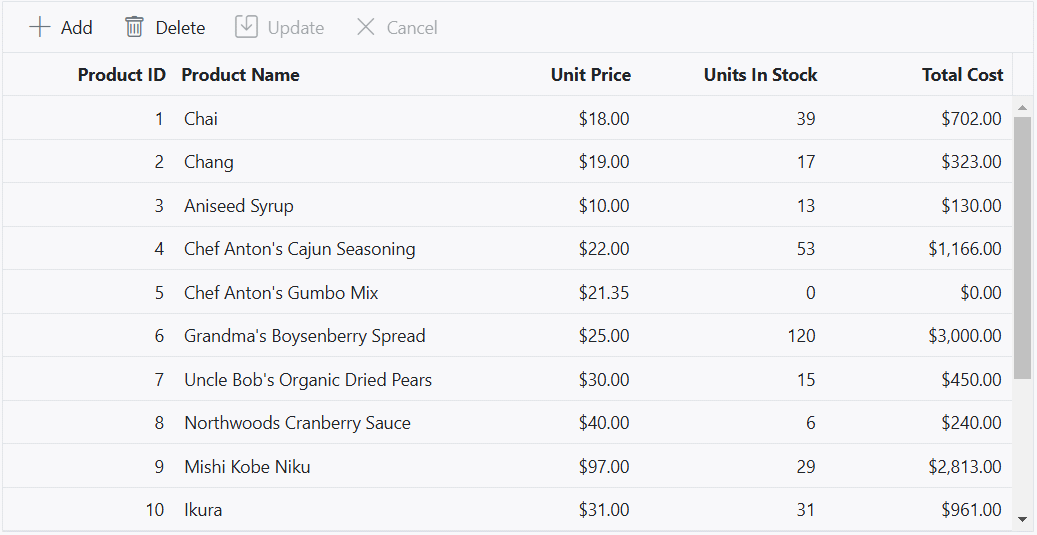 Add Delete Update Cancel
Product ID Product Name Unit Price Units In Stock Total Cost
1 Chai $18.00 39 $702.00
2 Chang $19.00 17 $323.00
3 Aniseed Syrup $10.00 13 $130.00
4 Chef Anton's Cajun Seasoning $22.00 53 $1,166.00
5 Chef Anton's Gumbo Mix $21.35 0 $0.00
6 Grandma's Boysenberry Spread $25.00 120 $3,000.00
7 Uncle Bob's Organic Dried Pears $30.00 15 $450.00
8 Northwoods Cranberry Sauce $40.00 6 $240.00
9 Mishi Kobe Niku $97.00 29 $2,813.00
10 Ikura $31.00 31 $961.00